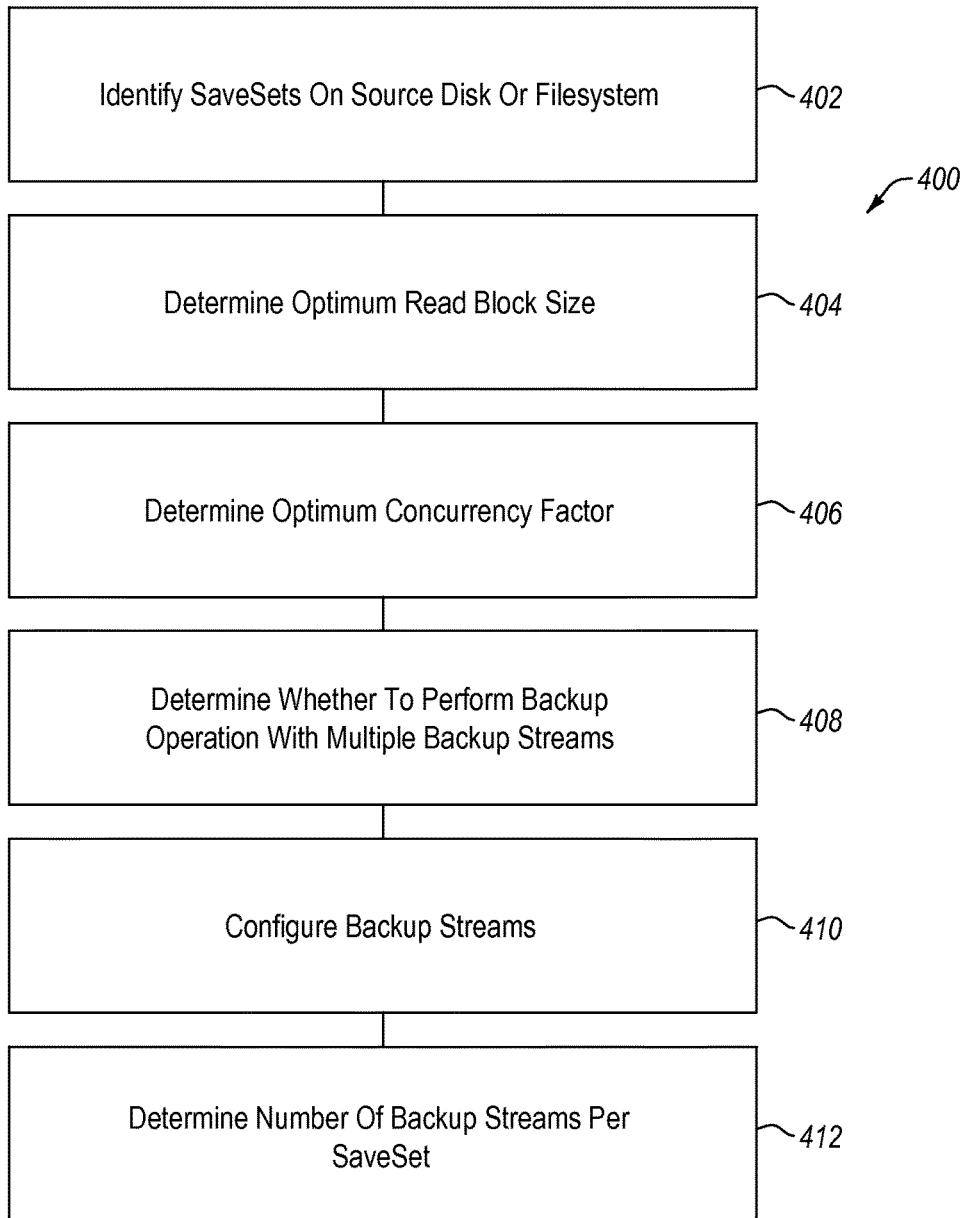 Identify SaveSets On Source Disk Or Filesystem
402
400
Determine Optimum Read Block Size
404
Determine Optimum Concurrency Factor
406
Determine Whether To Perform Backup
Operation With Multiple Backup Streams
408
Configure Backup Streams
410
Determine Number Of Backup Streams Per
SaveSet
412